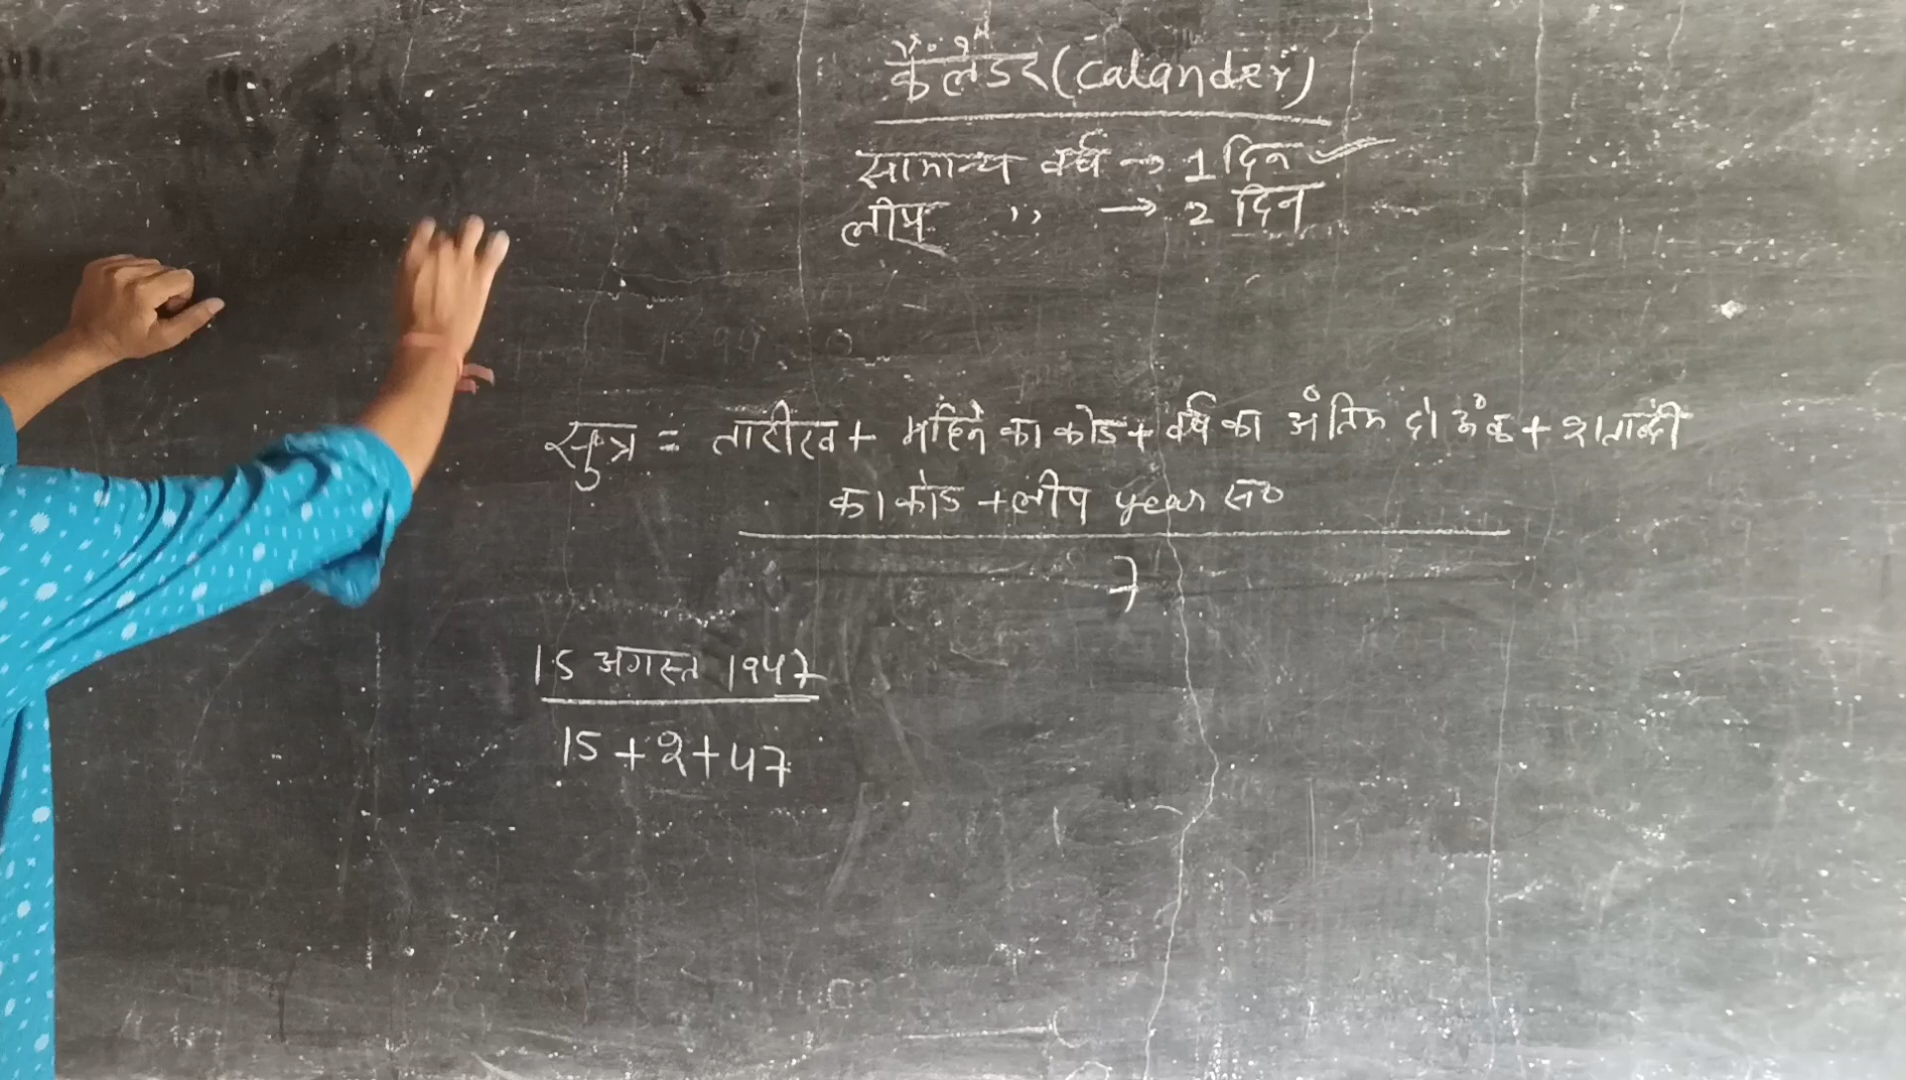 कैलेंडर (Calander)
सामान्य वर्ष → 1 दिन ✓
लीप ,, → 2 दिन
सुत्र = तारीख + महिने का कोड + वर्ष का अंतिम दो अंक + शताब्दी
का कोड + लीप year सं०
7
15 अगस्त 1947
15 + 2 + 47